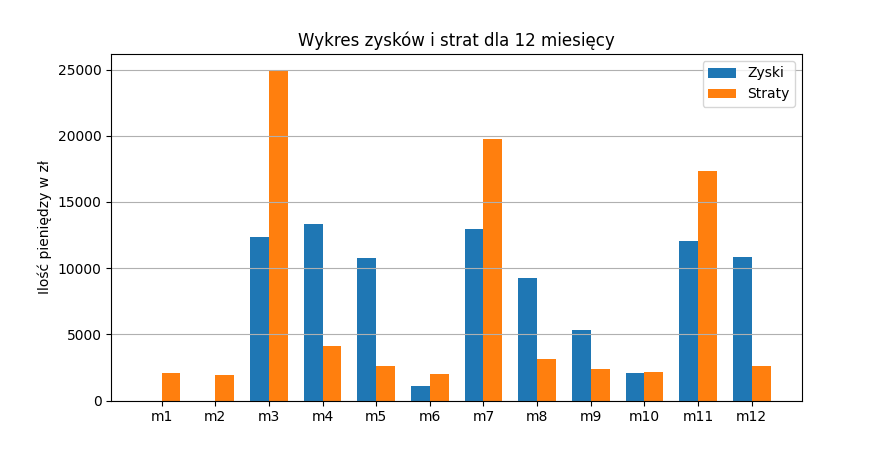 Wykres zysków i strat dla 12 miesięcy
Zyski
Straty
Ilość pieniędzy w zł
25000
20000
15000
10000
5000
0
m1 m2 m3 m4 m5 m6 m7 m8 m9 m10 m11 m12